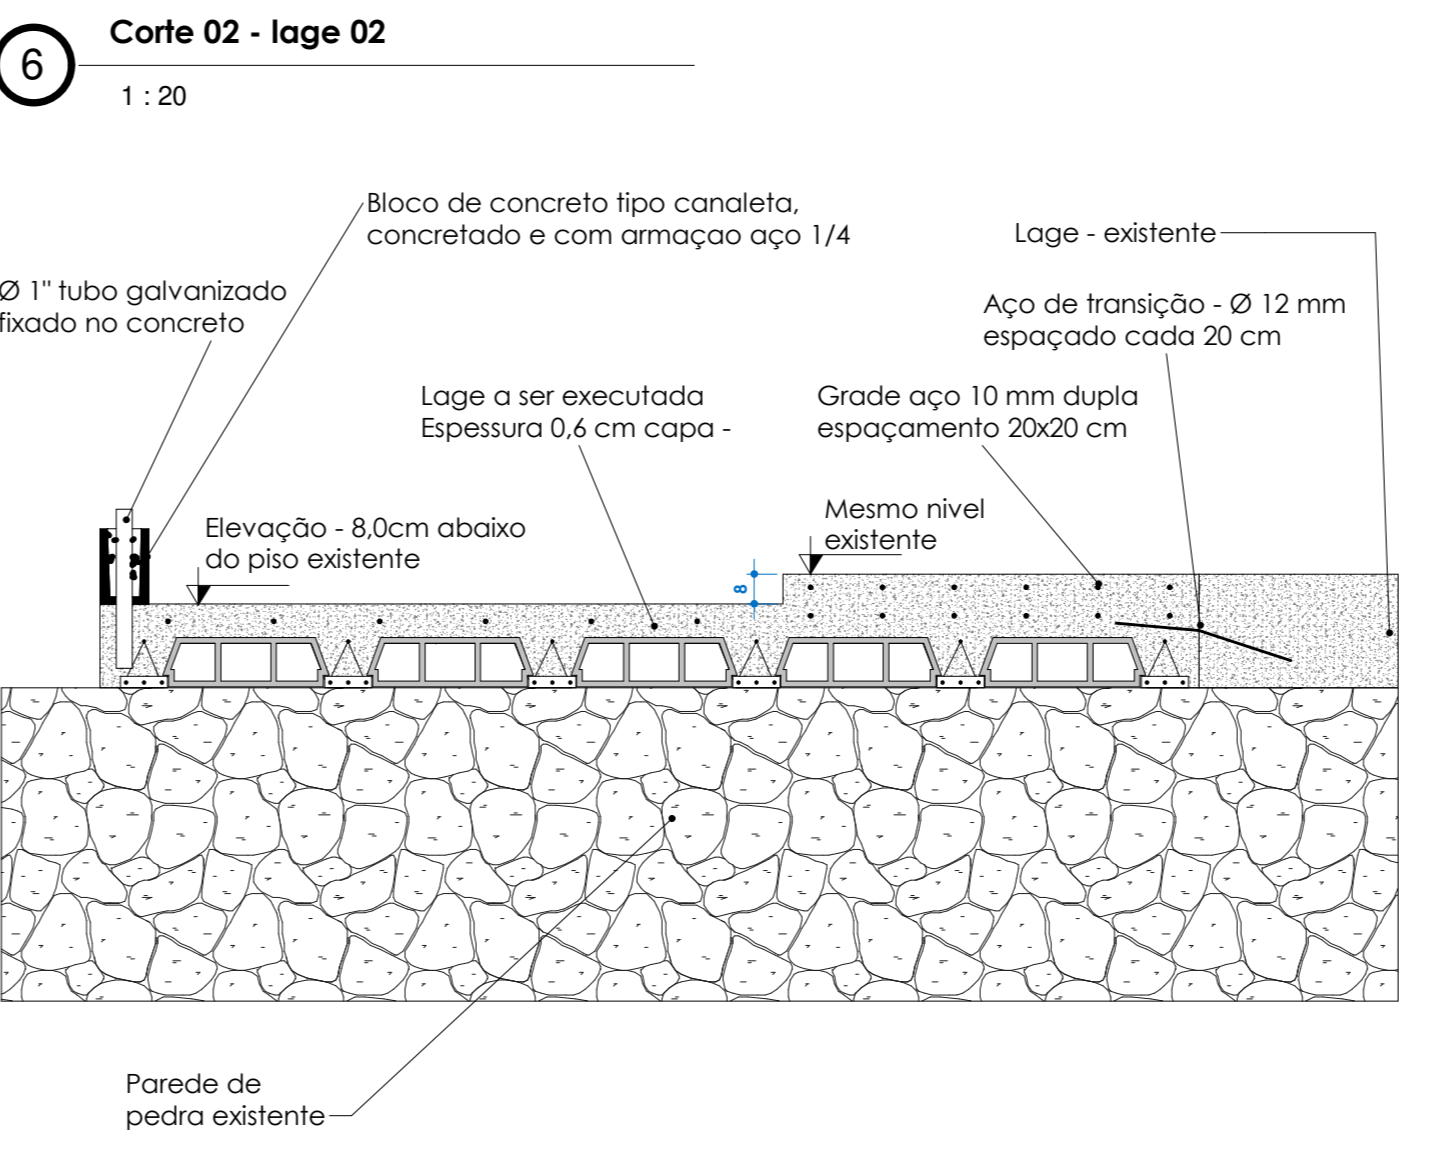 6
Corte 02 - lage 02
1 : 20
Bloco de concreto tipo canaleta,
concretado e com armaçao aço 1/4
Lage - existente
Ø 1" tubo galvanizado
fixado no concreto
Aço de transição - Ø 12 mm
espaçado cada 20 cm
Lage a ser executada
Espessura 0,6 cm capa -
Grade aço 10 mm dupla
espaçamento 20x20 cm
Elevação - 8,0cm abaixo
do piso existente
Mesmo nivel
existente
8
Parede de
pedra existente